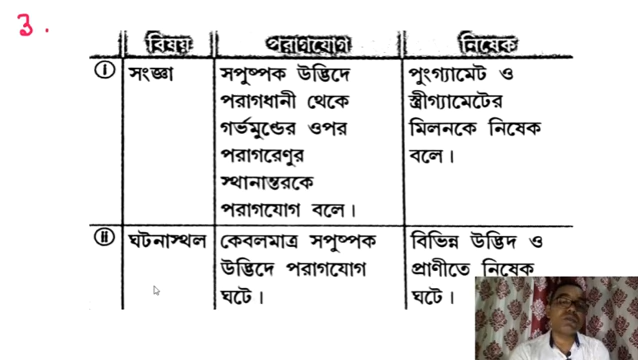 3.
বিষয় পরাগযোগ নিষেক
i সংজ্ঞা
সপুষ্পক উদ্ভিদে
পরাগধানী থেকে
গর্ভমুণ্ডের ওপর
পরাগরেণুর
স্থানান্তরকে
পরাগযোগ বলে।
পুংগ্যামেট ও
স্ত্রীগ্যামেটের
মিলনকে নিষেক
বলে।
ii ঘটনাস্থল
কেবলমাত্র সপুষ্পক
উদ্ভিদে পরাগযোগ
ঘটে।
বিভিন্ন উদ্ভিদ ও
প্রাণীতে নিষেক
ঘটে।